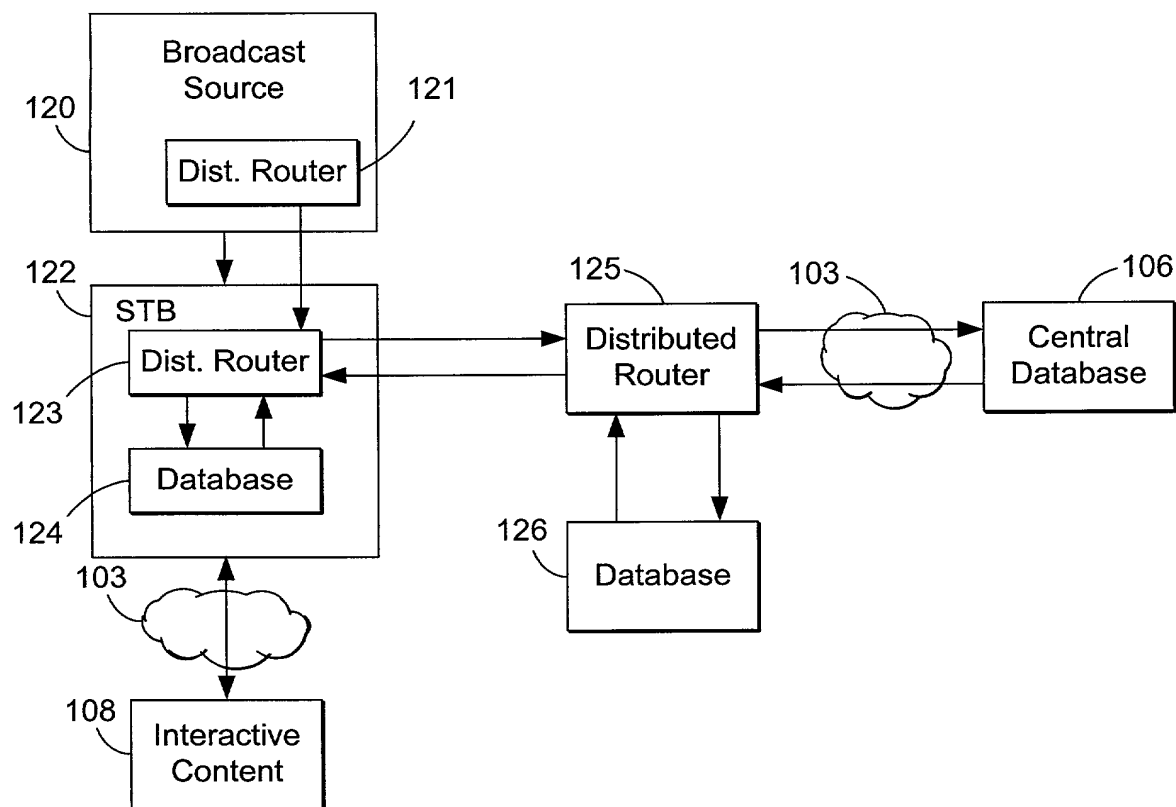 Broadcast
Source
120
121
Dist. Router
122
STB
125
103
106
Dist. Router
Distributed
Router
Central
Database
123
Database
124
126
Database
103
108
Interactive
Content